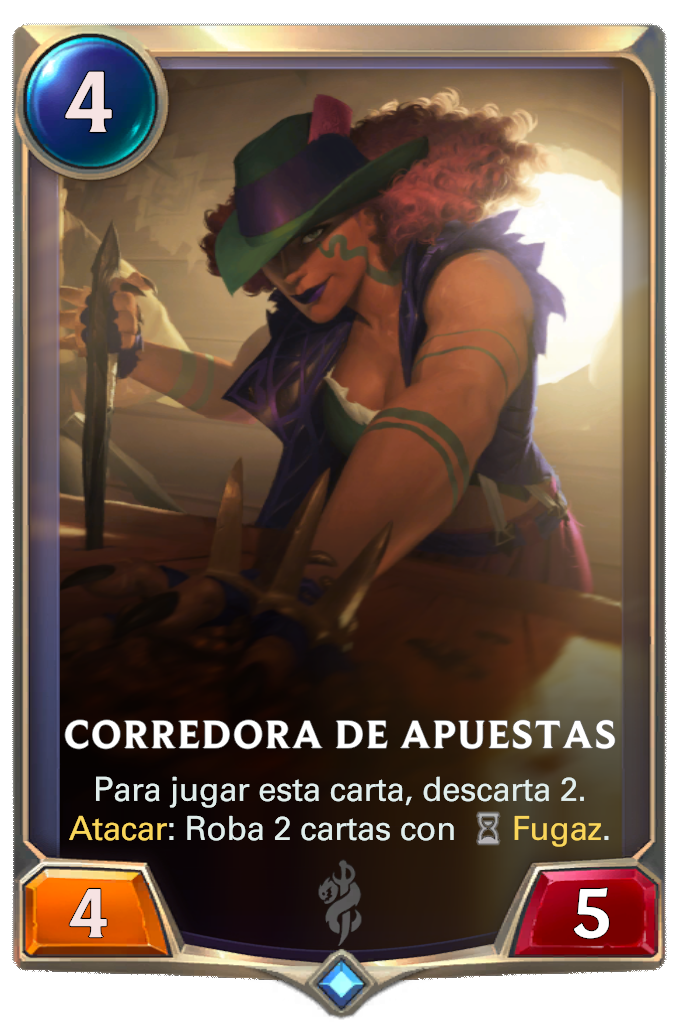 4
CORREDORA DE APUESTAS
Para jugar esta carta, descarta 2.
Atacar: Roba 2 cartas con Fugaz.
4
5